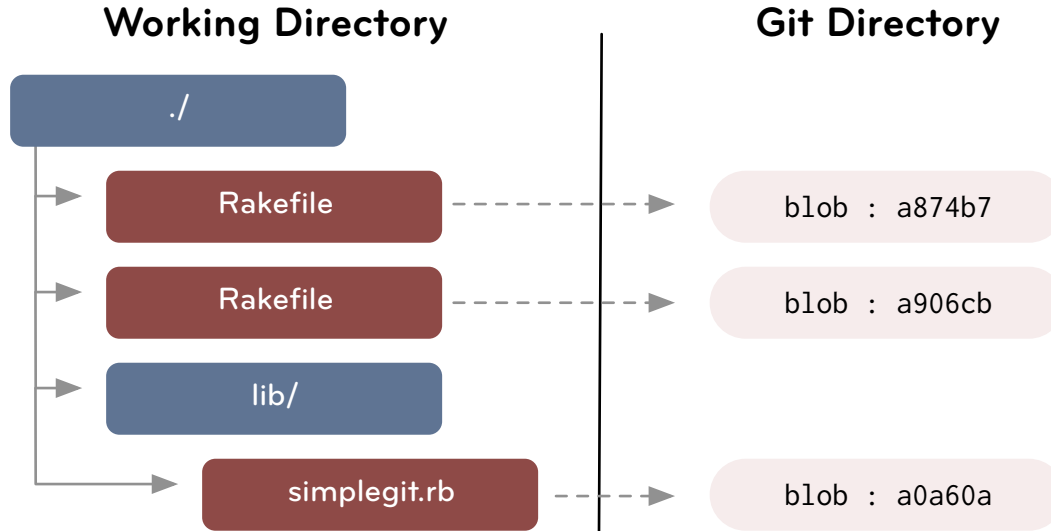 Working Directory
Git Directory
./
Rakefile
blob : a874b7
Rakefile
blob : a906cb
lib/
simplegit.rb
blob : a0a60a